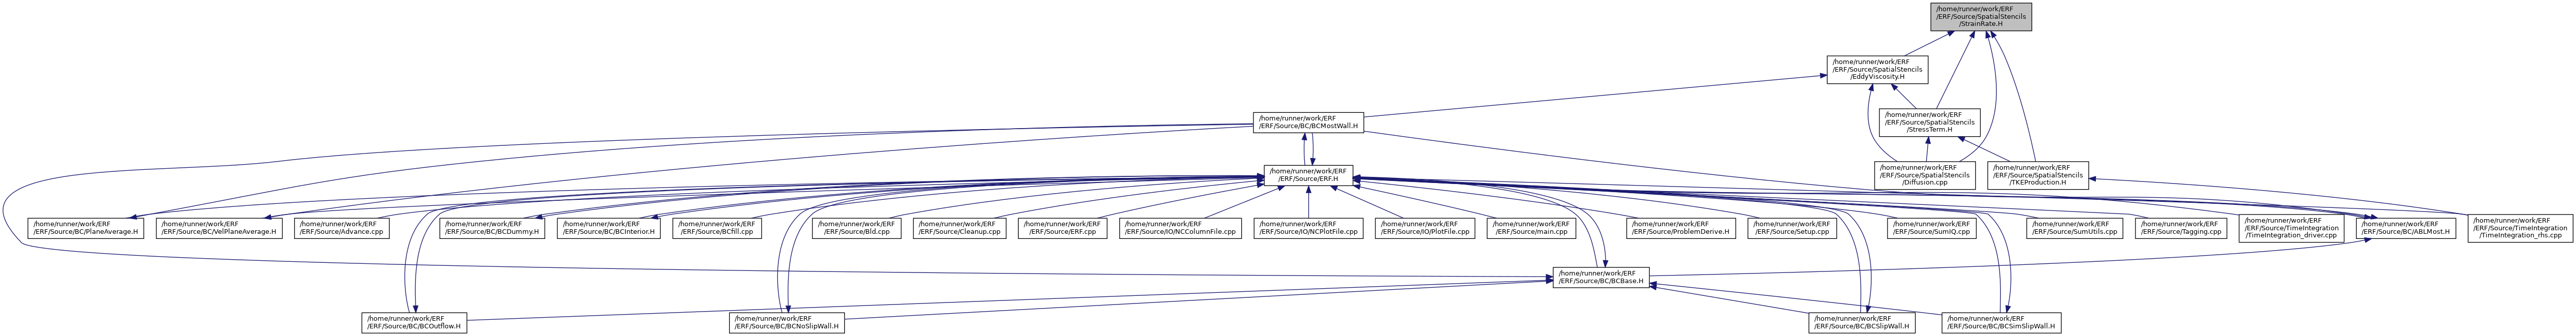 /home/runner/work/ERF
/ERF/Source/SpatialStencils
/StrainRate.H
/home/runner/work/ERF
/ERF/Source/SpatialStencils
/EddyViscosity.H
/home/runner/work/ERF
/ERF/Source/BC/BCMostWall.H
/home/runner/work/ERF
/ERF/Source/SpatialStencils
/StressTerm.H
/home/runner/work/ERF
/ERF/Source/ERF.H
/home/runner/work/ERF
/ERF/Source/SpatialStencils
/Diffusion.cpp
/home/runner/work/ERF
/ERF/Source/SpatialStencils
/TKEProduction.H
/home/runner/work/ERF
/ERF/Source/BC/PlaneAverage.H
/home/runner/work/ERF
/ERF/Source/BC/VelPlaneAverage.H
/home/runner/work/ERF
/ERF/Source/Advance.cpp
/home/runner/work/ERF
/ERF/Source/BC/BCDummy.H
/home/runner/work/ERF
/ERF/Source/BC/BCInterior.H
/home/runner/work/ERF
/ERF/Source/BCfill.cpp
/home/runner/work/ERF
/ERF/Source/Bld.cpp
/home/runner/work/ERF
/ERF/Source/Cleanup.cpp
/home/runner/work/ERF
/ERF/Source/ERF.cpp
/home/runner/work/ERF
/ERF/Source/IO/NCColumnFile.cpp
/home/runner/work/ERF
/ERF/Source/IO/NCPlotFile.cpp
/home/runner/work/ERF
/ERF/Source/IO/PlotFile.cpp
/home/runner/work/ERF
/ERF/Source/main.cpp
/home/runner/work/ERF
/ERF/Source/ProblemDerive.H
/home/runner/work/ERF
/ERF/Source/Setup.cpp
/home/runner/work/ERF
/ERF/Source/SumIQ.cpp
/home/runner/work/ERF
/ERF/Source/SumUtils.cpp
/home/runner/work/ERF
/ERF/Source/Tagging.cpp
/home/runner/work/ERF
/ERF/Source/TimeIntegration
/TimeIntegration_driver.cpp
/home/runner/work/ERF
/ERF/Source/BC/ABLMost.H
/home/runner/work/ERF
/ERF/Source/TimeIntegration
/TimeIntegration_rhs.cpp
/home/runner/work/ERF
/ERF/Source/BC/BCBase.H
/home/runner/work/ERF
/ERF/Source/BC/BCOutflow.H
/home/runner/work/ERF
/ERF/Source/BC/BCNoSlipWall.H
/home/runner/work/ERF
/ERF/Source/BC/BCSlipWall.H
/home/runner/work/ERF
/ERF/Source/BC/BCSimSlipWall.H